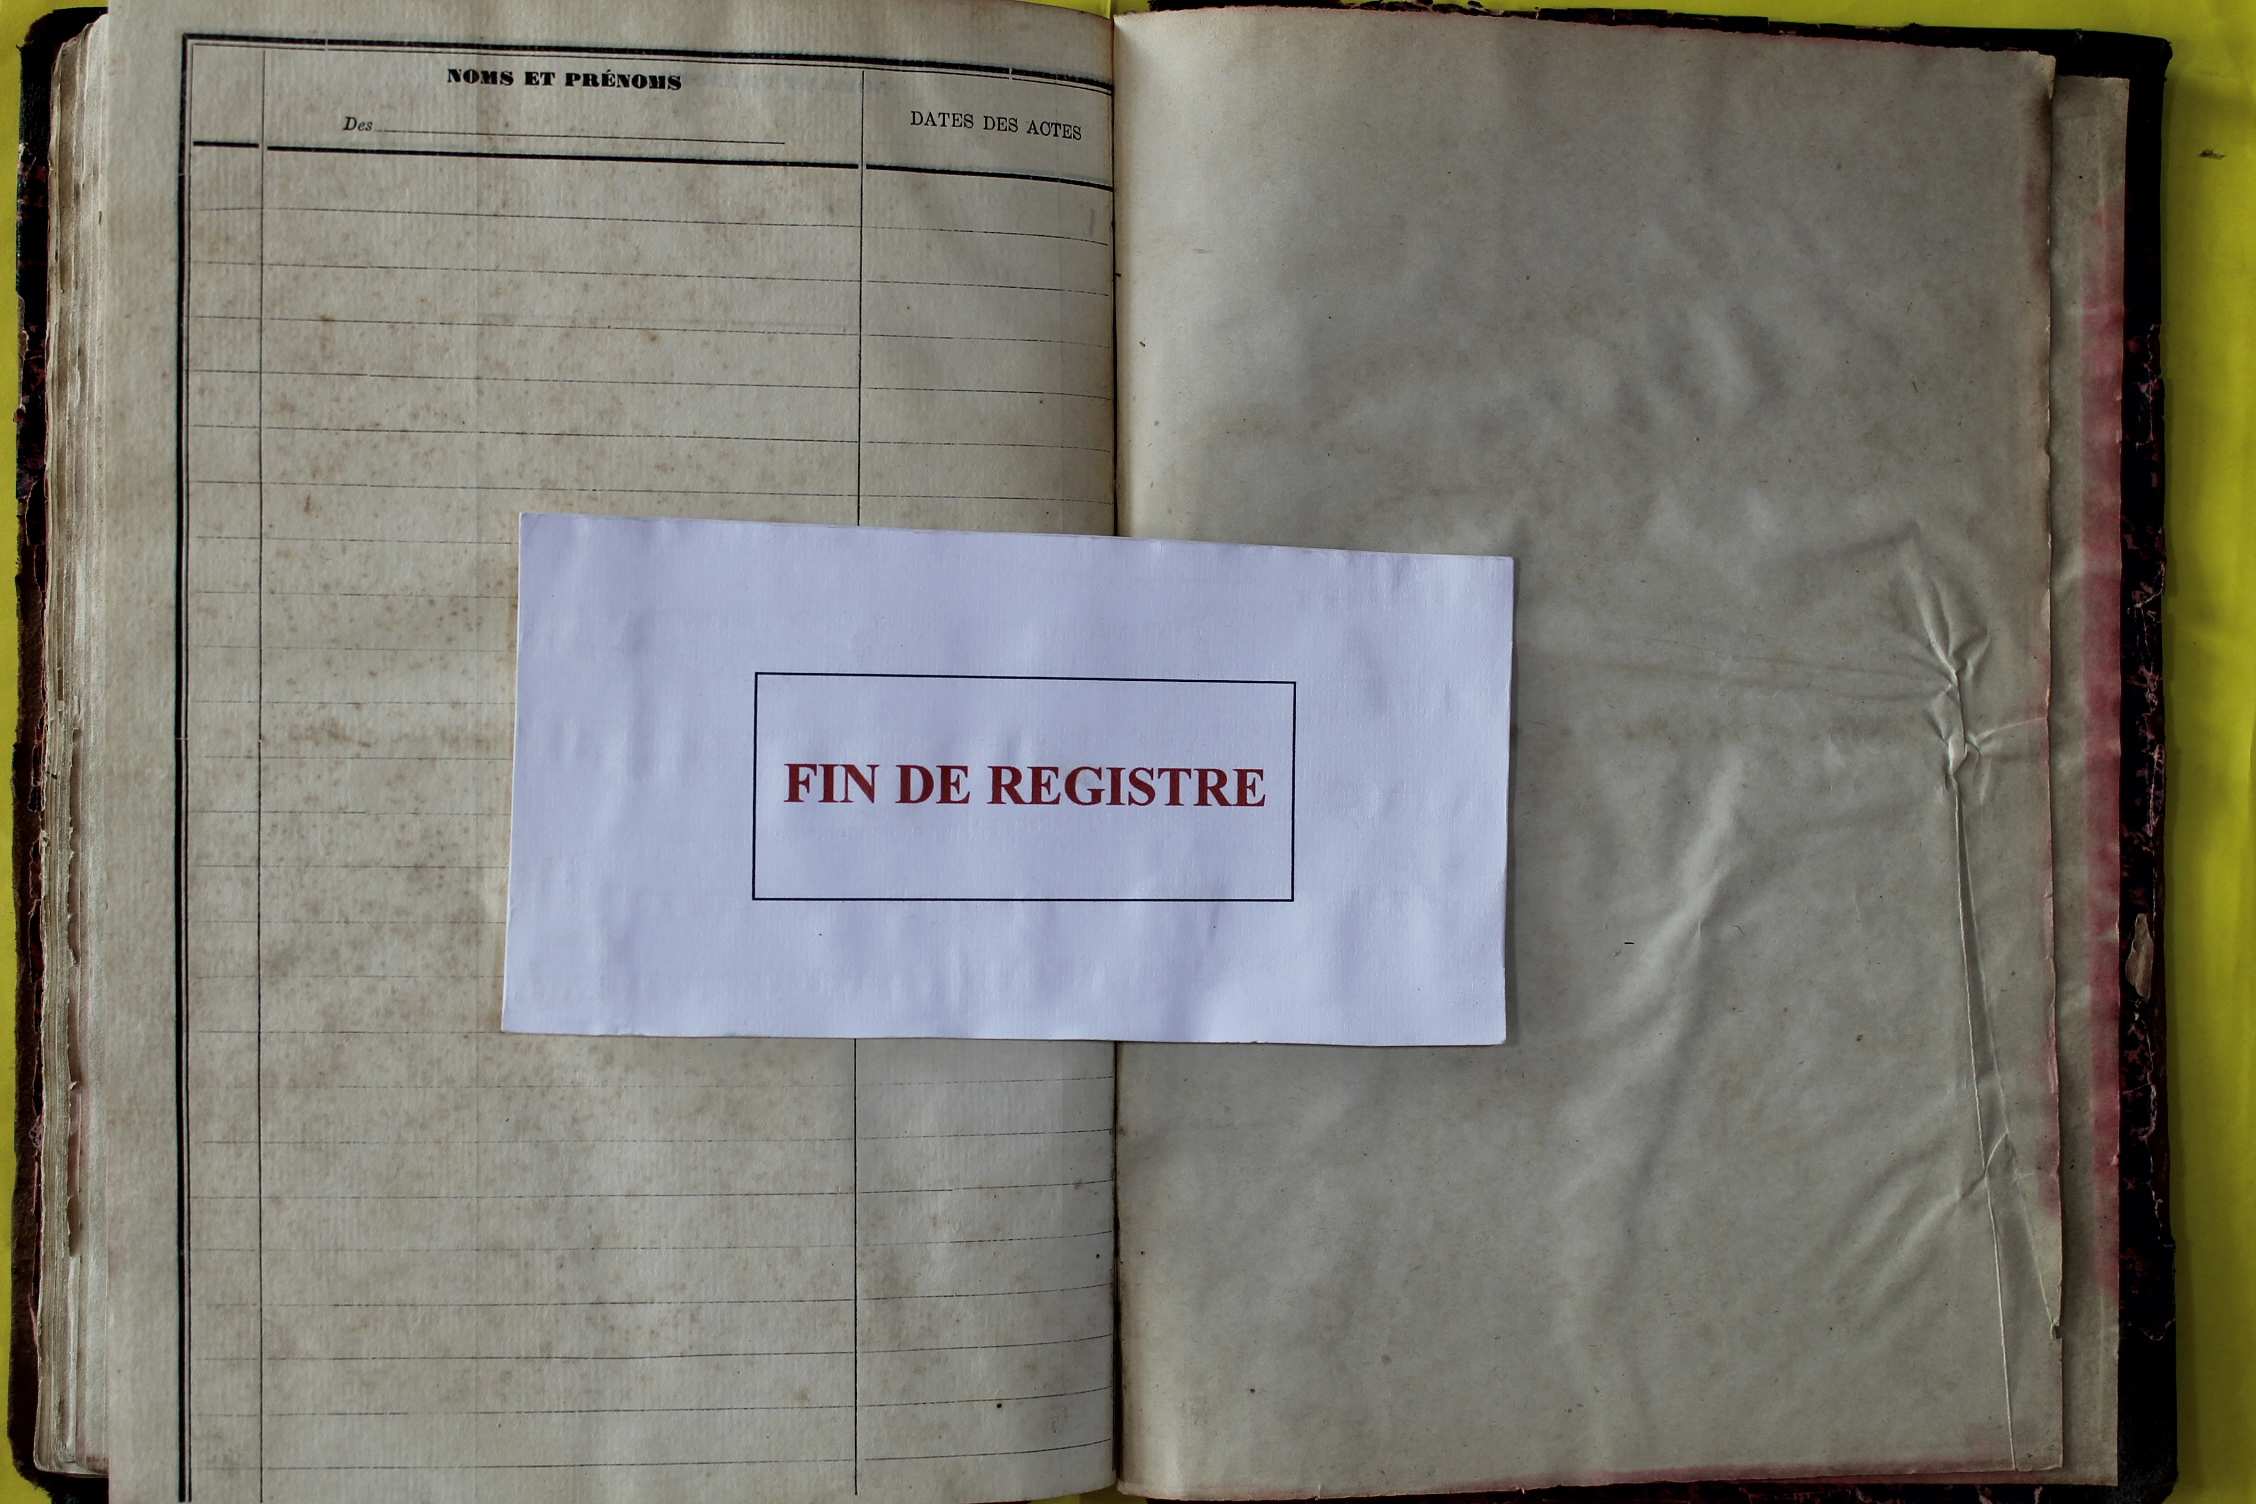 NOMS ET PRÉNOMS
Des
DATES DES ACTES
FIN DE REGISTRE